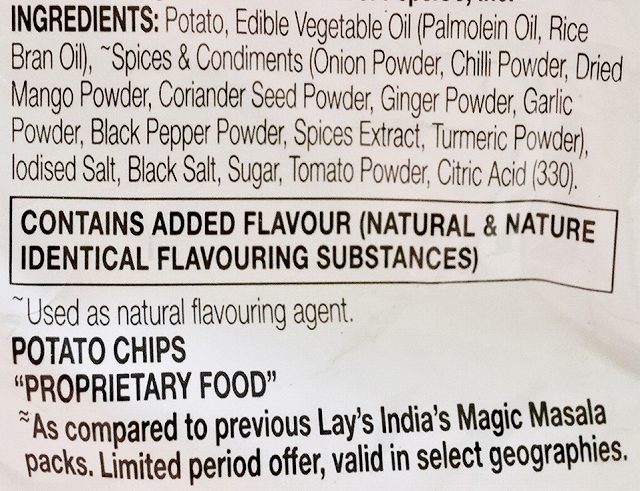 INGREDIENTS: Potato, Edible Vegetable Oil (Palmolein Oil, Rice
Bran Oil), ~Spices & Condiments (Onion Powder, Chilli Powder, Dried
Mango Powder, Coriander Seed Powder, Ginger Powder, Garlic
Powder, Black Pepper Powder, Spices Extract, Turmeric Powder),
Iodised Salt, Black Salt, Sugar, Tomato Powder, Citric Acid (330).
CONTAINS ADDED FLAVOUR (NATURAL & NATURE
IDENTICAL FLAVOURING SUBSTANCES)
~Used as natural flavouring agent.
POTATO CHIPS
“PROPRIETARY FOOD”
≈As compared to previous Lay's India's Magic Masala
packs. Limited period offer, valid in select geographies.